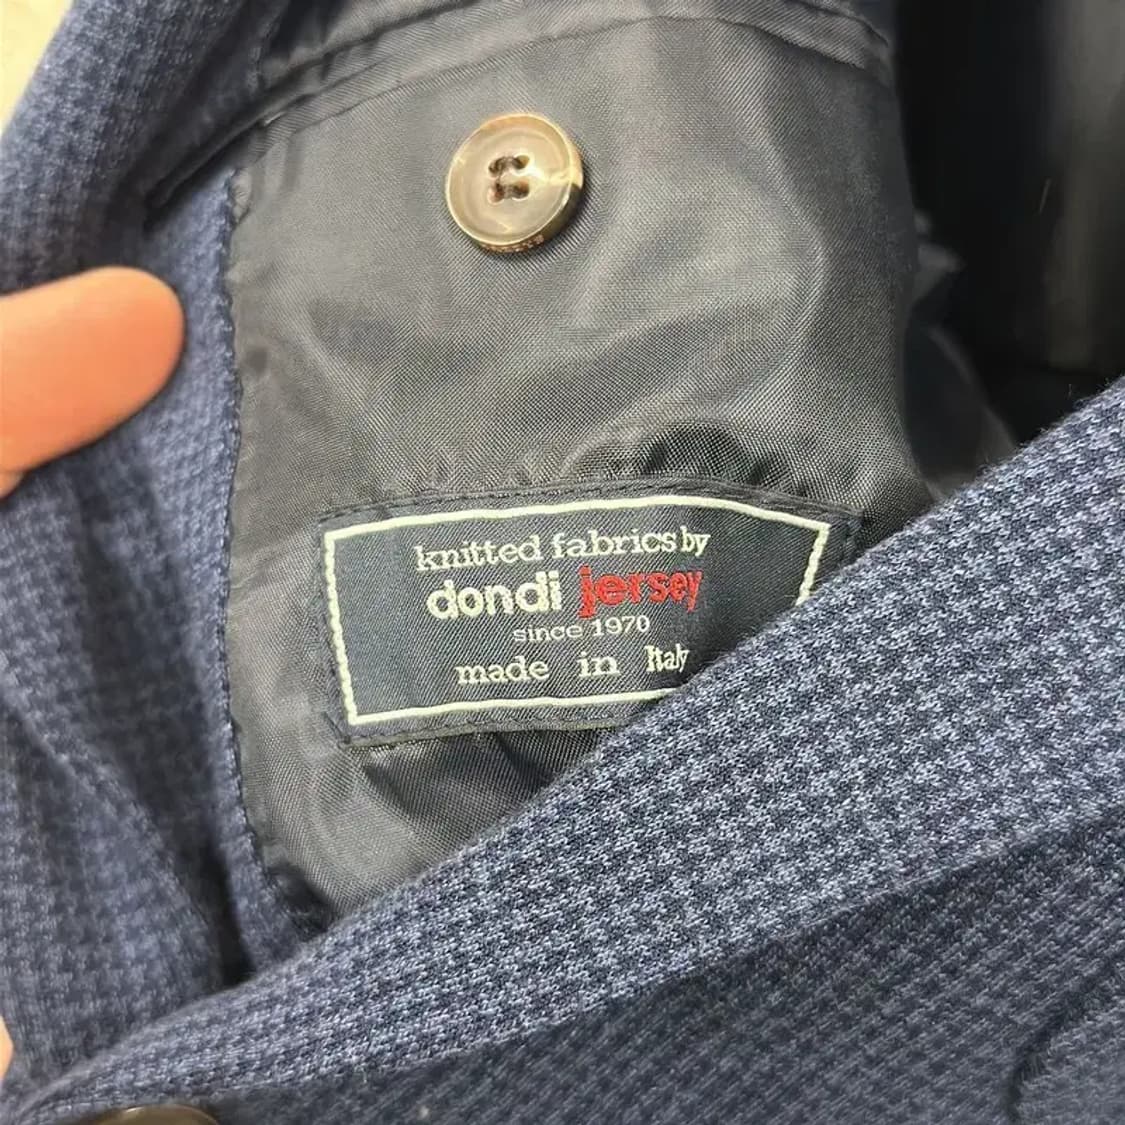 knitted fabrics by
dondi jersey
since 1970
made in Italy